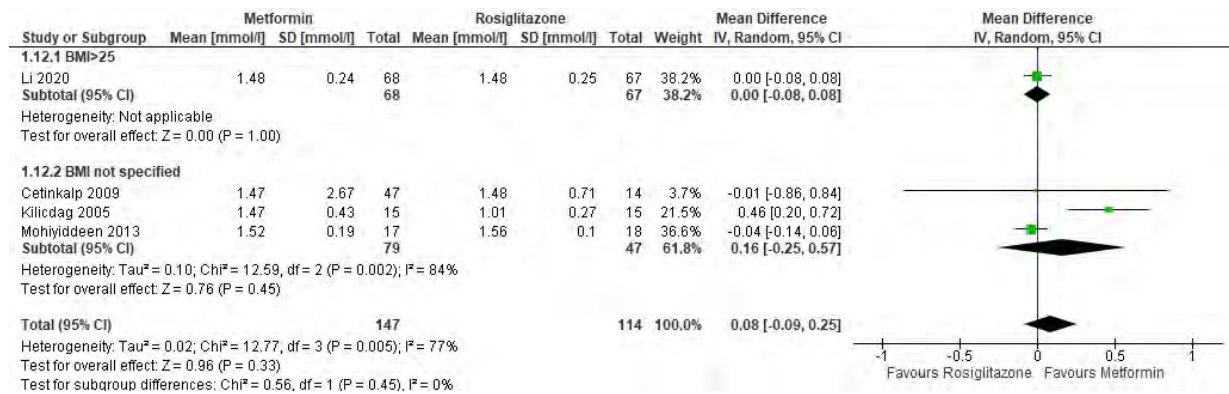 Metformin Rosiglitazone Mean Difference Mean Difference
Study or Subgroup Mean [mmol/l] SD [mmol/l] Total Mean [mmol/l] SD [mmol/l] Total Weight IV, Random, 95% CI IV, Random, 95% CI
1.12.1 BMI>25
Li 2020 1.48 0.24 68 1.48 0.25 67 38.2% 0.00 [-0.08, 0.08]
Subtotal (95% CI) 68 67 38.2% 0.00 [-0.08, 0.08]
Heterogeneity: Not applicable
Test for overall effect: Z = 0.00 (P = 1.00)
1.12.2 BMI not specified
Cetinkalp 2009 1.47 2.67 47 1.48 0.71 14 3.7% -0.01 [-0.86, 0.84]
Kilicdag 2005 1.47 0.43 15 1.01 0.27 15 21.5% 0.46 [0.20, 0.72]
Mohiyiddeen 2013 1.52 0.19 17 1.56 0.1 18 36.6% -0.04 [-0.14, 0.06]
Subtotal (95% CI) 79 47 61.8% 0.16 [-0.25, 0.57]
Heterogeneity: Tau² = 0.10; Chi² = 12.59, df = 2 (P = 0.002); I² = 84%
Test for overall effect: Z = 0.76 (P = 0.45)
Total (95% CI) 147 114 100.0% 0.08 [-0.09, 0.25]
Heterogeneity: Tau² = 0.02; Chi² = 12.77, df = 3 (P = 0.005); I² = 77%
Test for overall effect: Z = 0.96 (P = 0.33)
Test for subgroup differences: Chi² = 0.56, df = 1 (P = 0.45), I² = 0%
-1 -0.5 0 0.5 1
Favours Rosiglitazone Favours Metformin